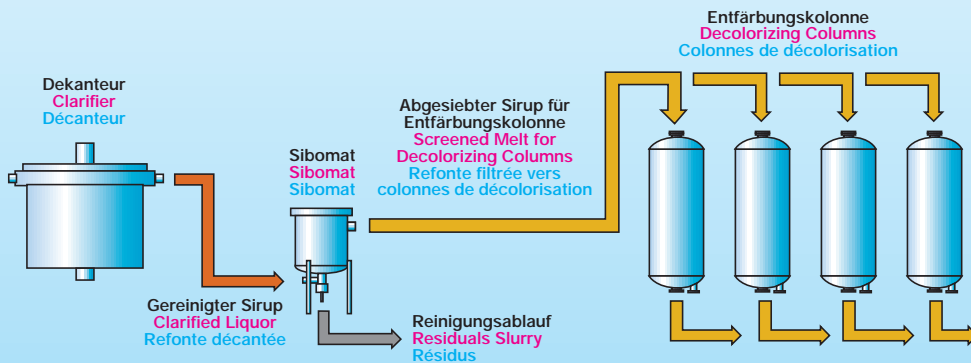 Entfärbungskolonne
Decolorizing Columns
Colonnes de décolorisation
Dekanteur
Clarifier
Décanteur
Abgesiebter Sirup für
Entfärbungskolonne
Screened Melt for
Decolorizing Columns
Refonte filtrée vers
colonnes de décolorisation
Sibomat
Sibomat
Sibomat
Gereinigter Sirup
Clarified Liquor
Refonte décantée
Reinigungsablauf
Residuals Slurry
Résidus